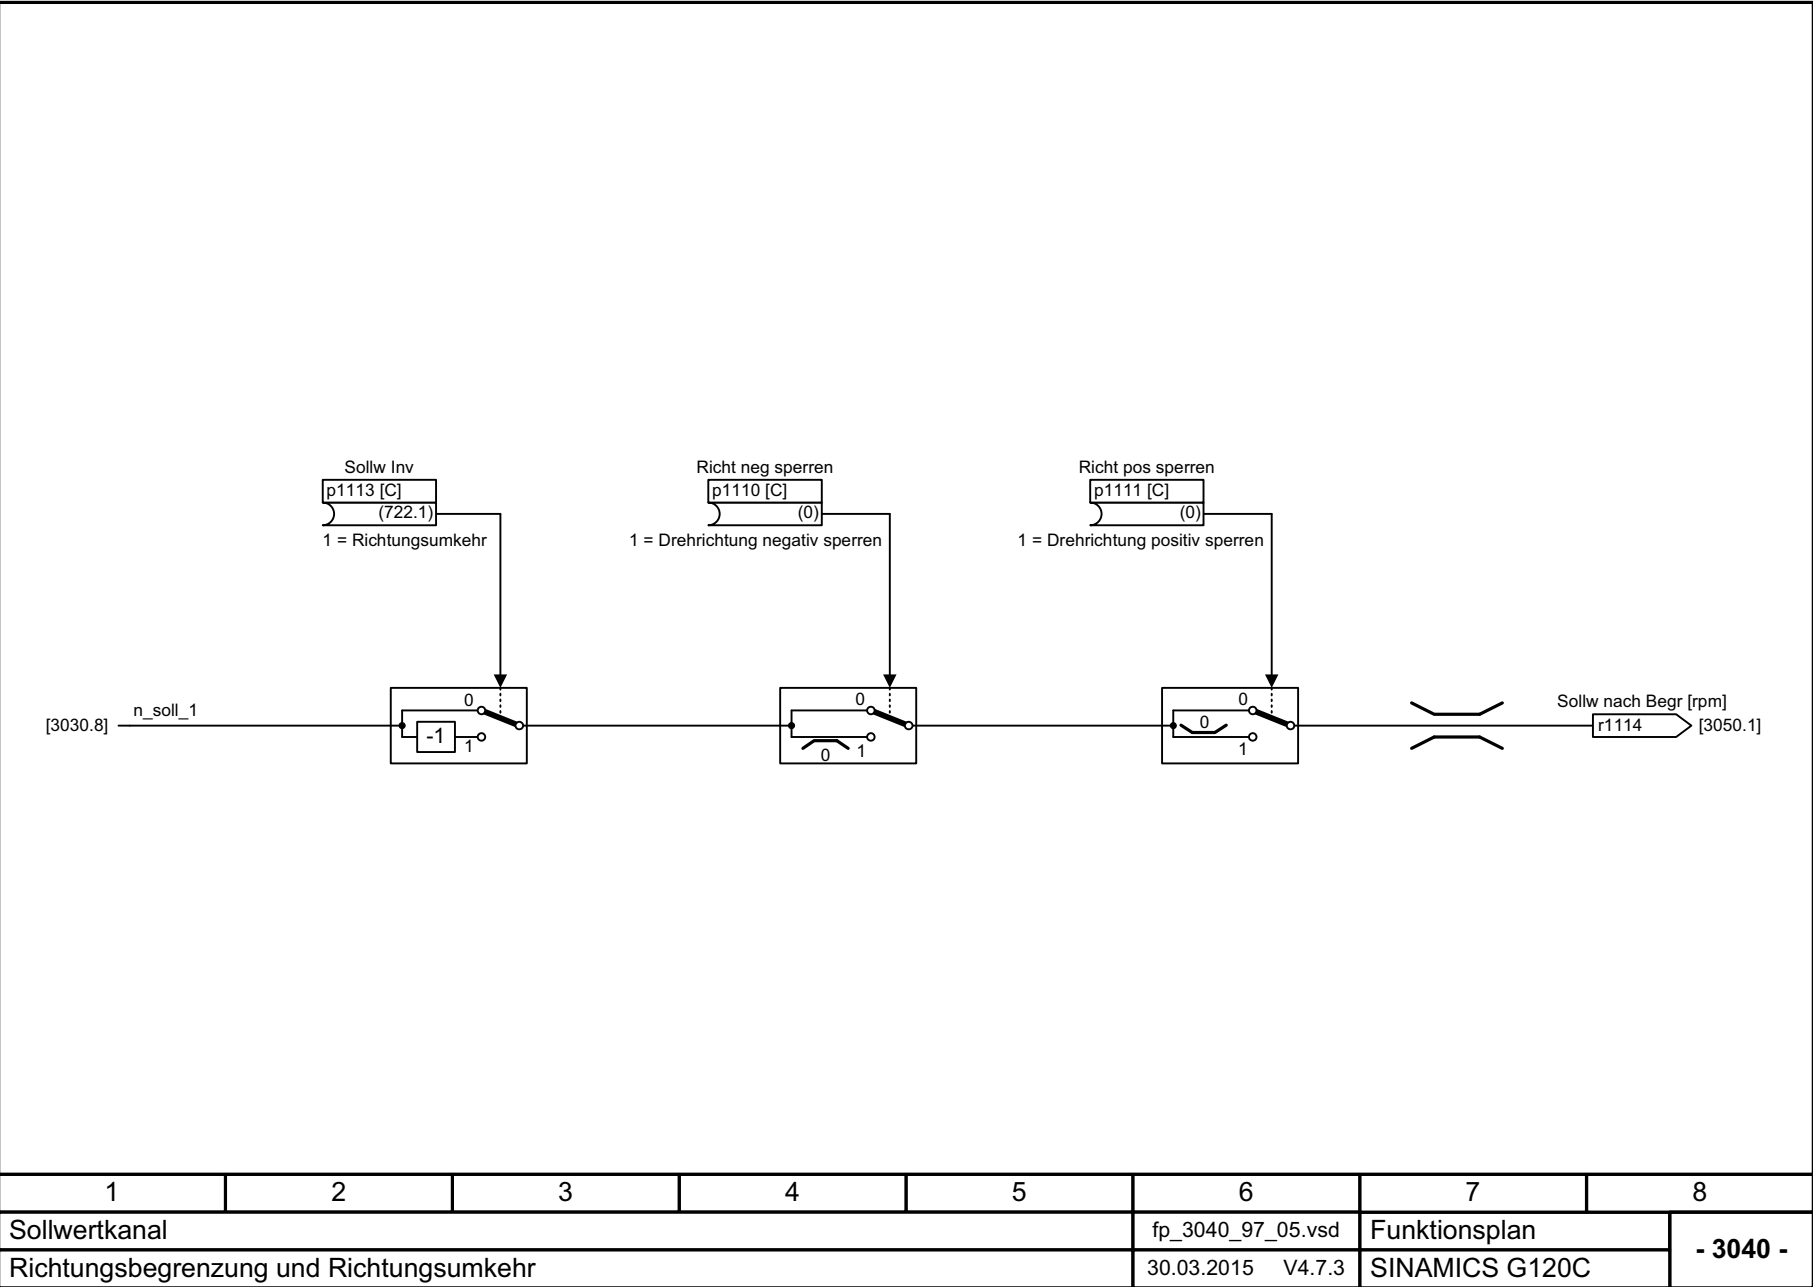 Sollw Inv
p1113 [C]
(722.1)
1 = Richtungsumkehr
Richt neg sperren
p1110 [C]
(0)
1 = Drehrichtung negativ sperren
Richt pos sperren
p1111 [C]
(0)
1 = Drehrichtung positiv sperren
[3030.8]
n_soll_1
0
-1
1
0
0
1
0
0
1
Sollw nach Begr [rpm]
r1114
[3050.1]
1 2 3 4 5 6 7 8
Sollwertkanal
fp_3040_97_05.vsd
Funktionsplan
- 3040 -
Richtungsbegrenzung und Richtungsumkehr
30.03.2015 V4.7.3
SINAMICS G120C